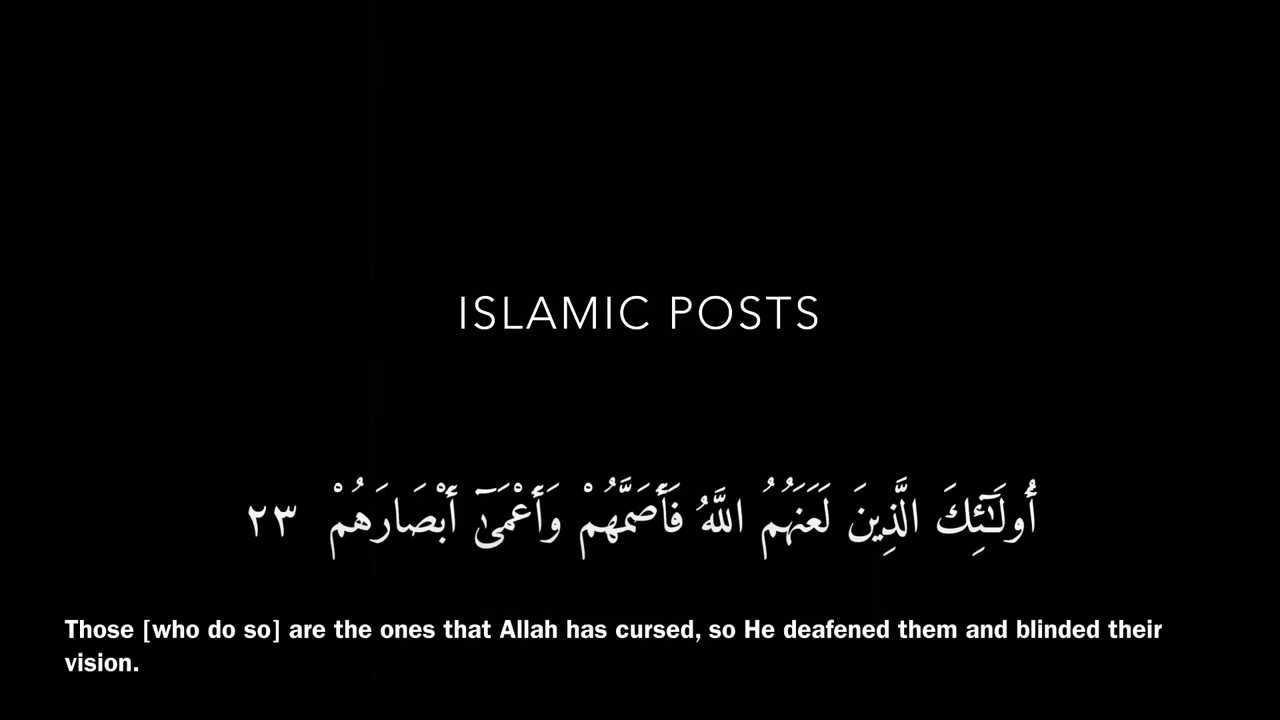 ISLAMIC POSTS
أُولَٰٓئِكَ الَّذِينَ لَعَنَهُمُ اللَّهُ فَأَصَمَّهُمْ وَأَعْمَىٰٓ أَبْصَارَهُمْ ٢٣
Those [who do so] are the ones that Allah has cursed, so He deafened them and blinded their
vision.